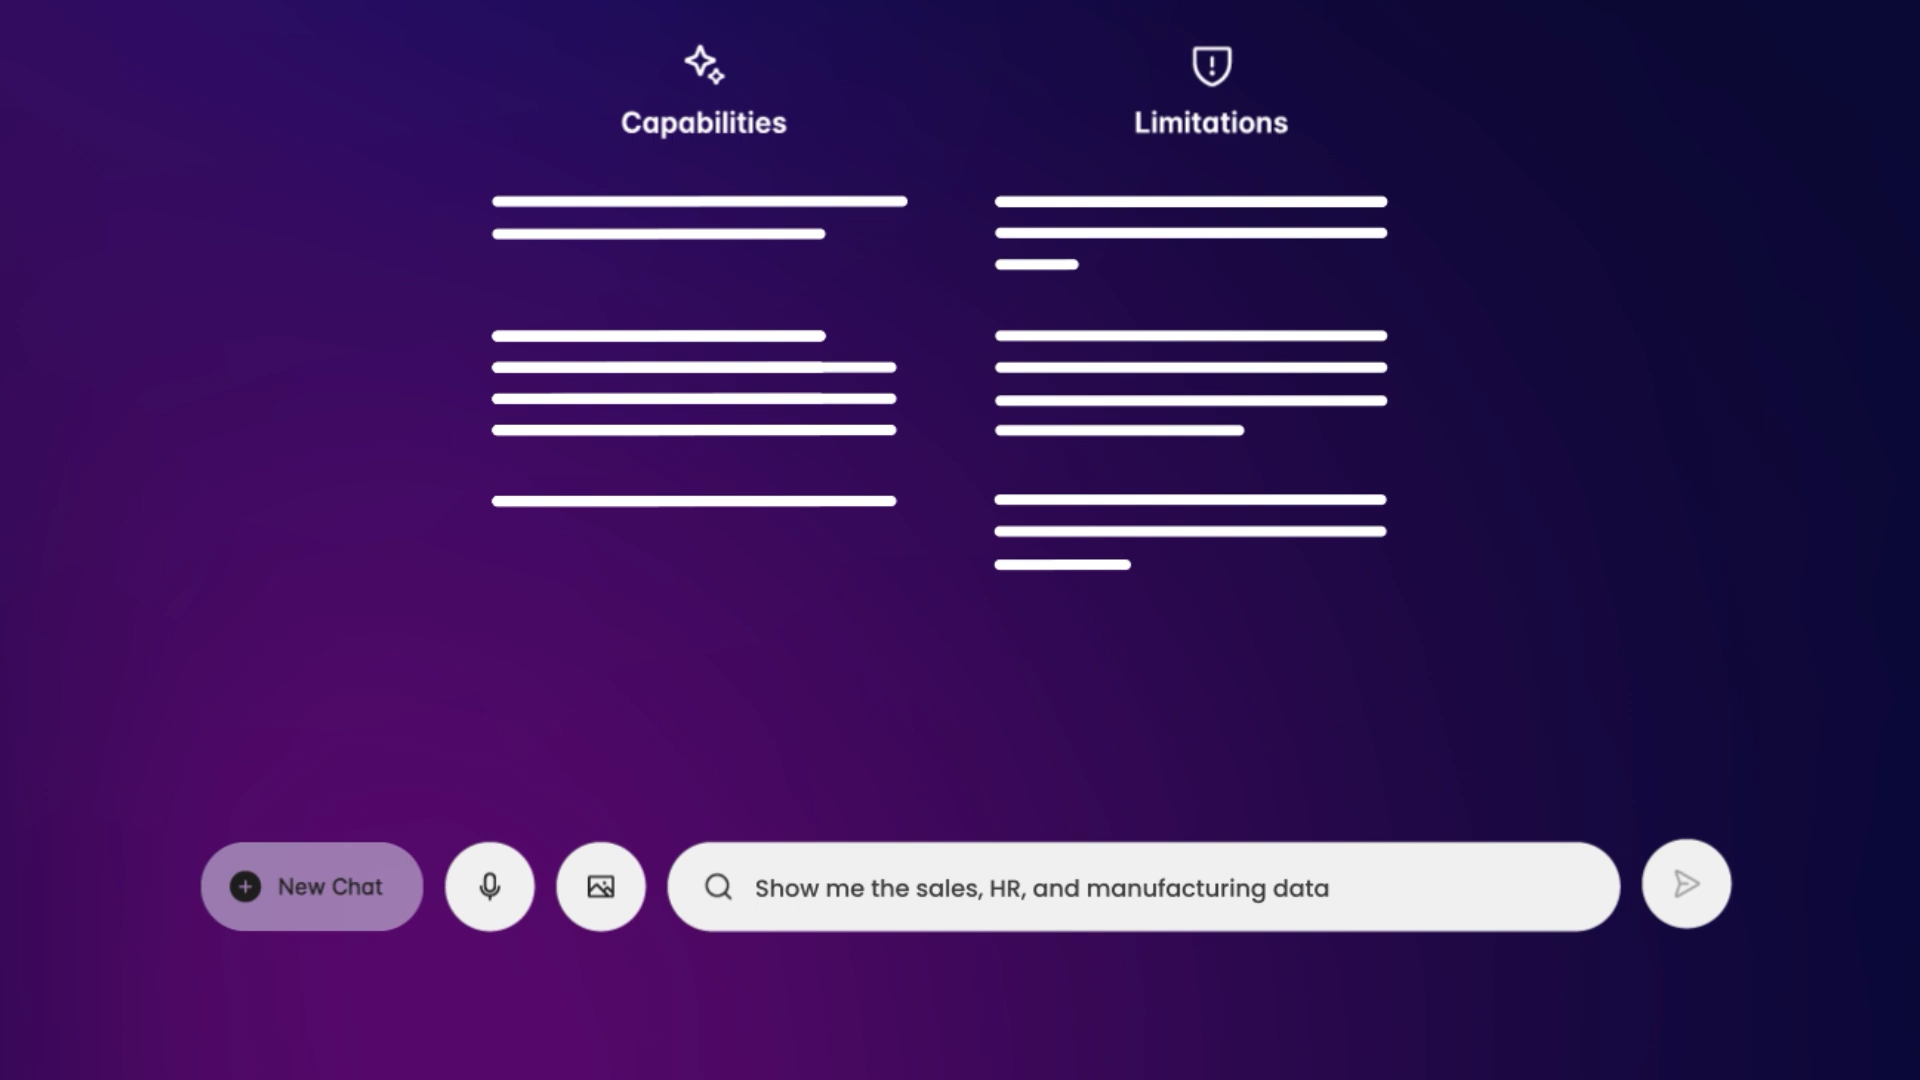 Capabilities
Limitations
New Chat
Show me the sales, HR, and manufacturing data